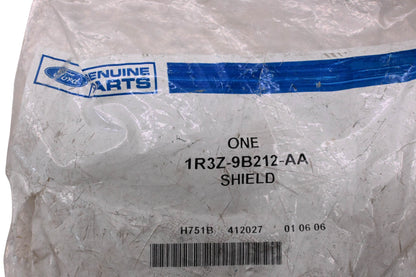 Ford
GENUINE
PARTS
ONE
1R3Z-9B212-AA
SHIELD
H751B 412027 01 06 06